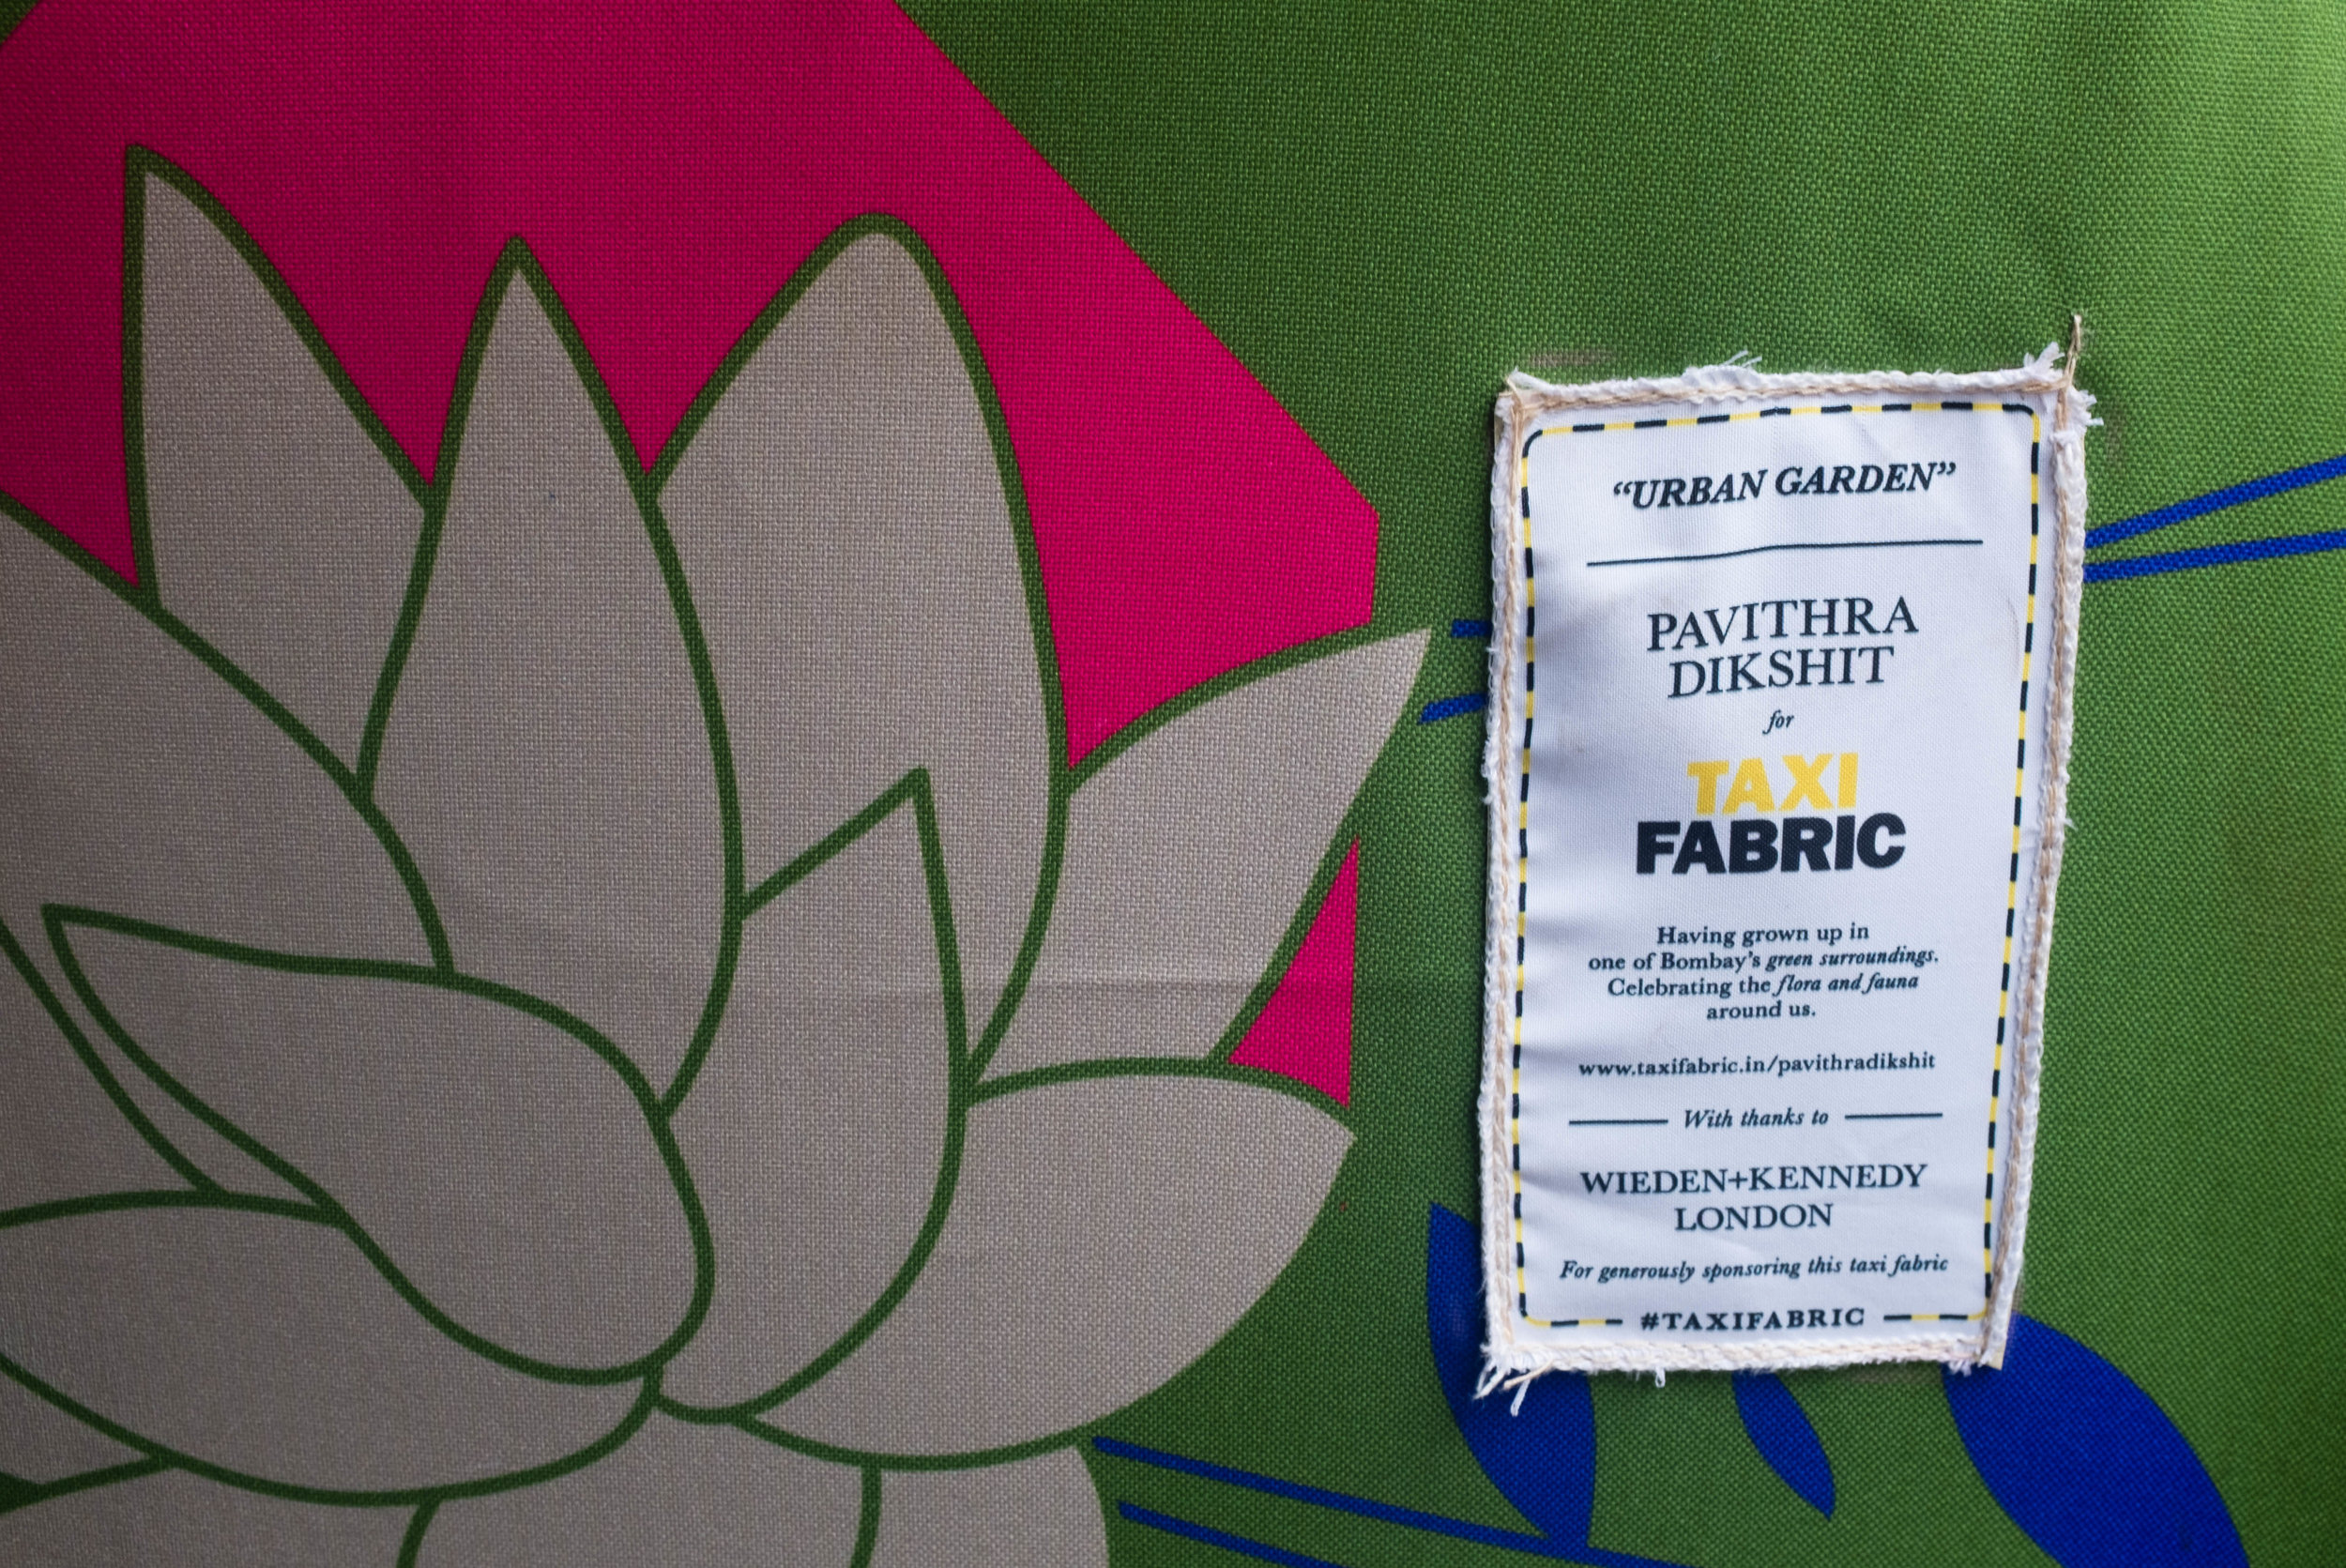 “URBAN GARDEN”
PAVITHRA
DIKSHIT
for
TAXI
FABRIC
Having grown up in
one of Bombay’s green surroundings.
Celebrating the flora and fauna
around us.
www.taxifabric.in/pavithradikshit
With thanks to
WIEDEN+KENNEDY
LONDON
For generously sponsoring this taxi fabric
#TAXIFABRIC